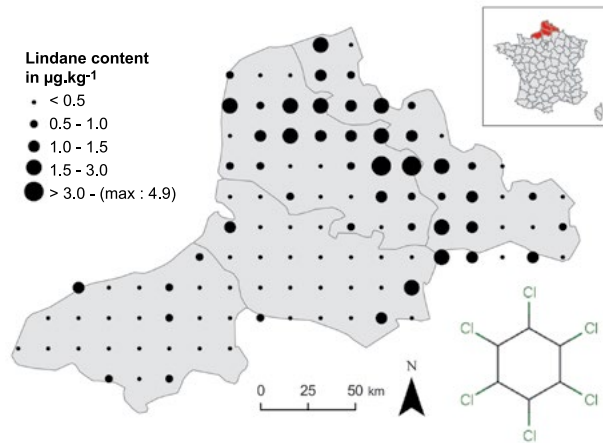 Lindane content
in µg.kg⁻¹
< 0.5
0.5 - 1.0
1.0 - 1.5
1.5 - 3.0
> 3.0 - (max : 4.9)
N
0 25 50 km
Cl
Cl Cl
Cl Cl
Cl